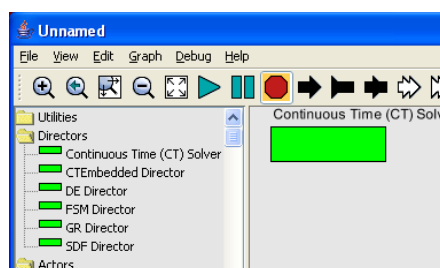 Unnamed
File View Edit Graph Debug Help
Utilities
Directors
Continuous Time (CT) Solver
CTEmbedded Director
DE Director
FSM Director
GR Director
SDF Director
Actors
Continuous Time (CT) Solv